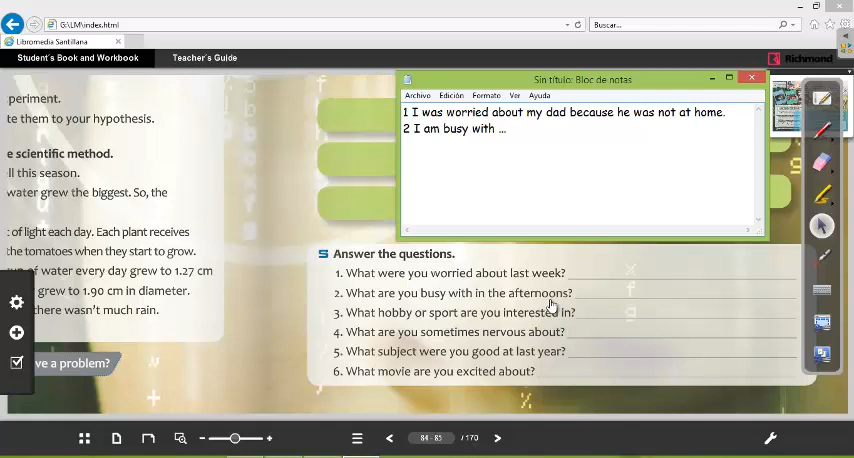 G:\LM\index.html
Buscar...
Libromedia Santillana
Student's Book and Workbook
Teacher's Guide
Richmond
periment.
te them to your hypothesis.
e scientific method.
ll this season.
water grew the biggest. So, the
t of light each day. Each plant receives
the tomatoes when they start to grow.
of water every day grew to 1.27 cm
grew to 1.90 cm in diameter.
there wasn't much rain.
ve a problem?
Sin título: Bloc de notas
Archivo Edición Formato Ver Ayuda
1 I was worried about my dad because he was not at home.
2 I am busy with ...
5 Answer the questions.
1. What were you worried about last week?
2. What are you busy with in the afternoons?
3. What hobby or sport are you interested in?
4. What are you sometimes nervous about?
5. What subject were you good at last year?
6. What movie are you excited about?
84 - 85 / 170